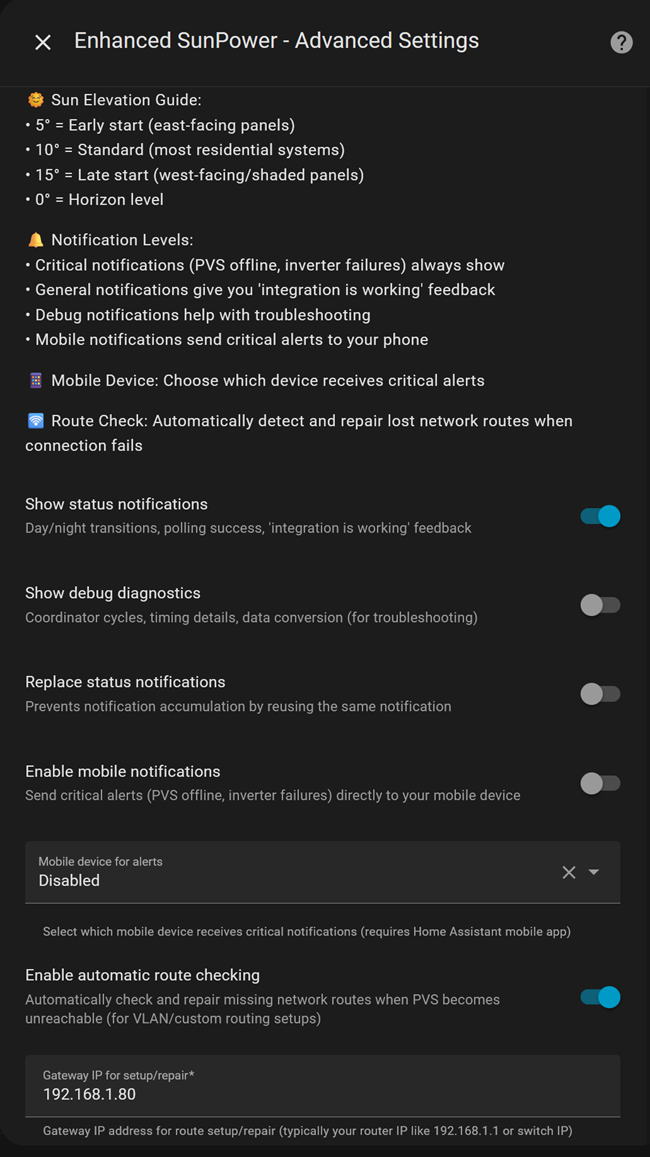 Enhanced SunPower - Advanced Settings
🌞 Sun Elevation Guide:
• 5° = Early start (east-facing panels)
• 10° = Standard (most residential systems)
• 15° = Late start (west-facing/shaded panels)
• 0° = Horizon level
🔔 Notification Levels:
• Critical notifications (PVS offline, inverter failures) always show
• General notifications give you 'integration is working' feedback
• Debug notifications help with troubleshooting
• Mobile notifications send critical alerts to your phone
📱 Mobile Device: Choose which device receives critical alerts
🛜 Route Check: Automatically detect and repair lost network routes when
connection fails
Show status notifications
Day/night transitions, polling success, 'integration is working' feedback
Show debug diagnostics
Coordinator cycles, timing details, data conversion (for troubleshooting)
Replace status notifications
Prevents notification accumulation by reusing the same notification
Enable mobile notifications
Send critical alerts (PVS offline, inverter failures) directly to your mobile device
Mobile device for alerts
Disabled
Select which mobile device receives critical notifications (requires Home Assistant mobile app)
Enable automatic route checking
Automatically check and repair missing network routes when PVS becomes
unreachable (for VLAN/custom routing setups)
Gateway IP for setup/repair*
192.168.1.80
Gateway IP address for route setup/repair (typically your router IP like 192.168.1.1 or switch IP)